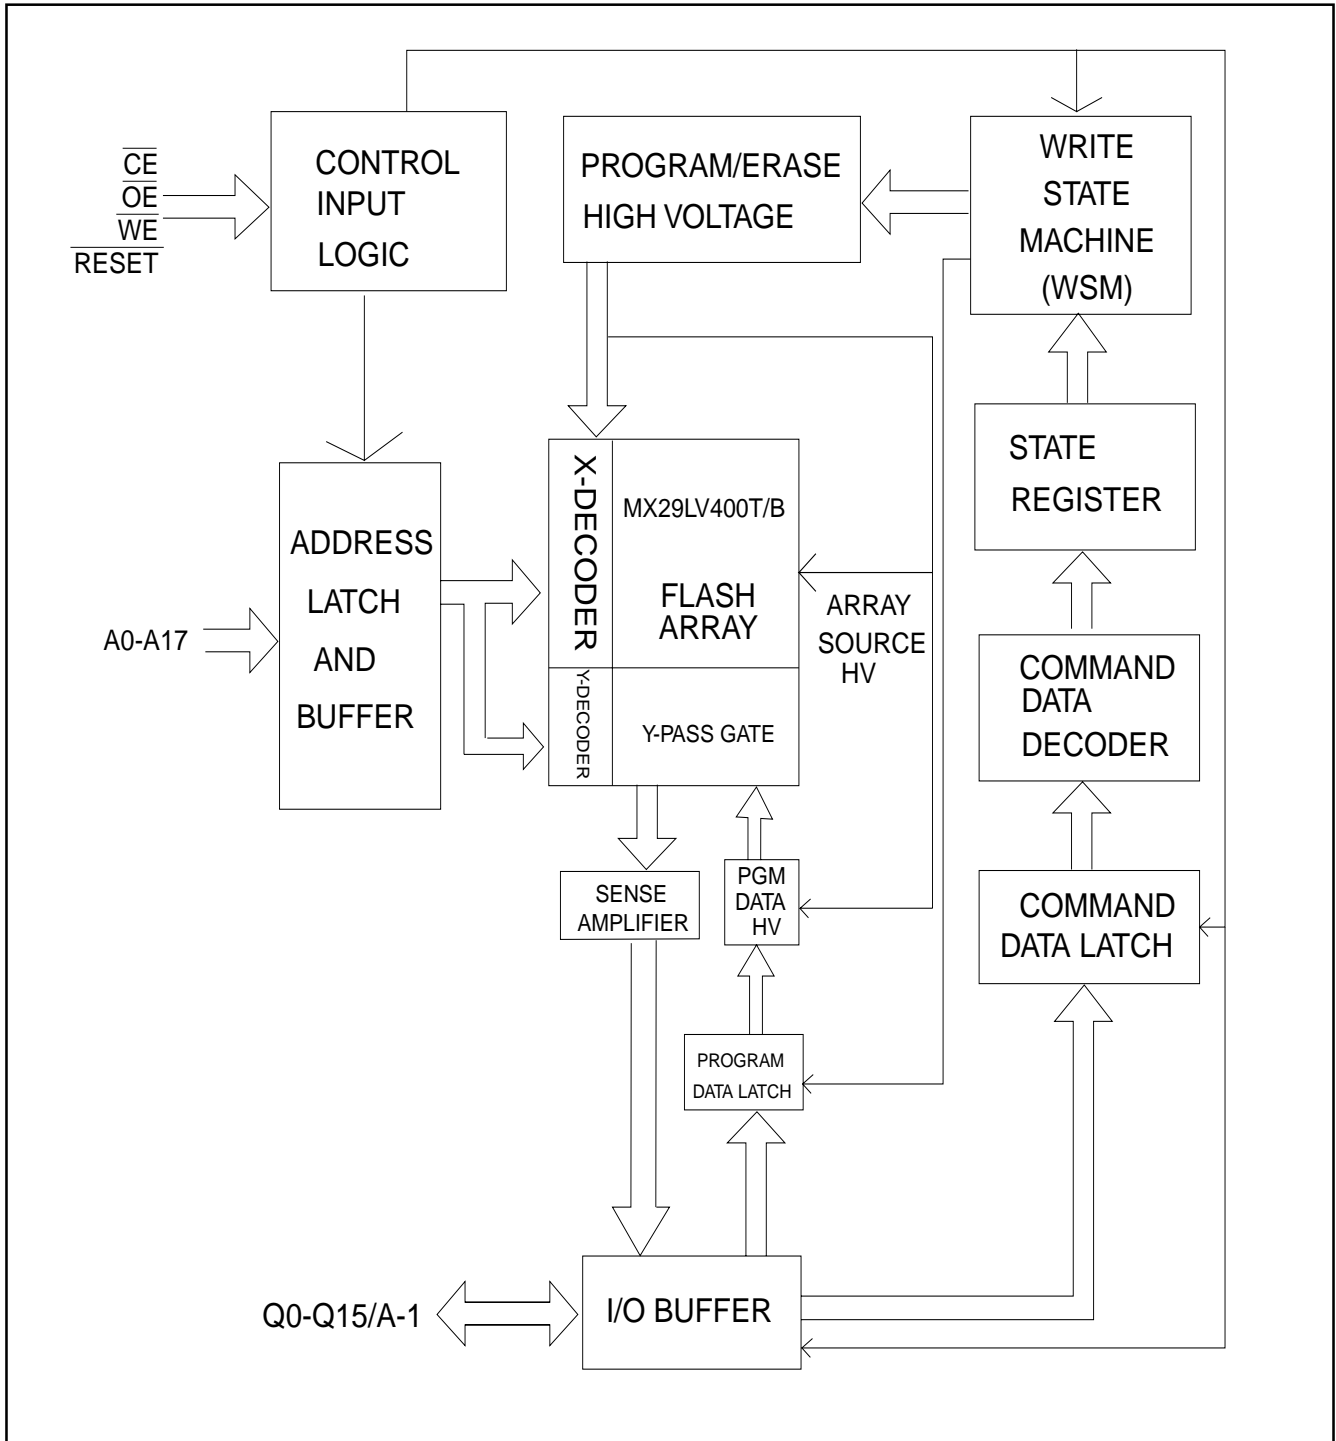 CE
OE
WE
RESET
CONTROL
INPUT
LOGIC
PROGRAM/ERASE
HIGH VOLTAGE
WRITE
STATE
MACHINE
(WSM)
STATE
REGISTER
X-DECODER
MX29LV400T/B
FLASH
ARRAY
ADDRESS
LATCH
AND
BUFFER
A0-A17
ARRAY
SOURCE
HV
Y-DECODER
Y-PASS GATE
COMMAND
DATA
DECODER
SENSE
AMPLIFIER
PGM
DATA
HV
COMMAND
DATA LATCH
PROGRAM
DATA LATCH
Q0-Q15/A-1
I/O BUFFER